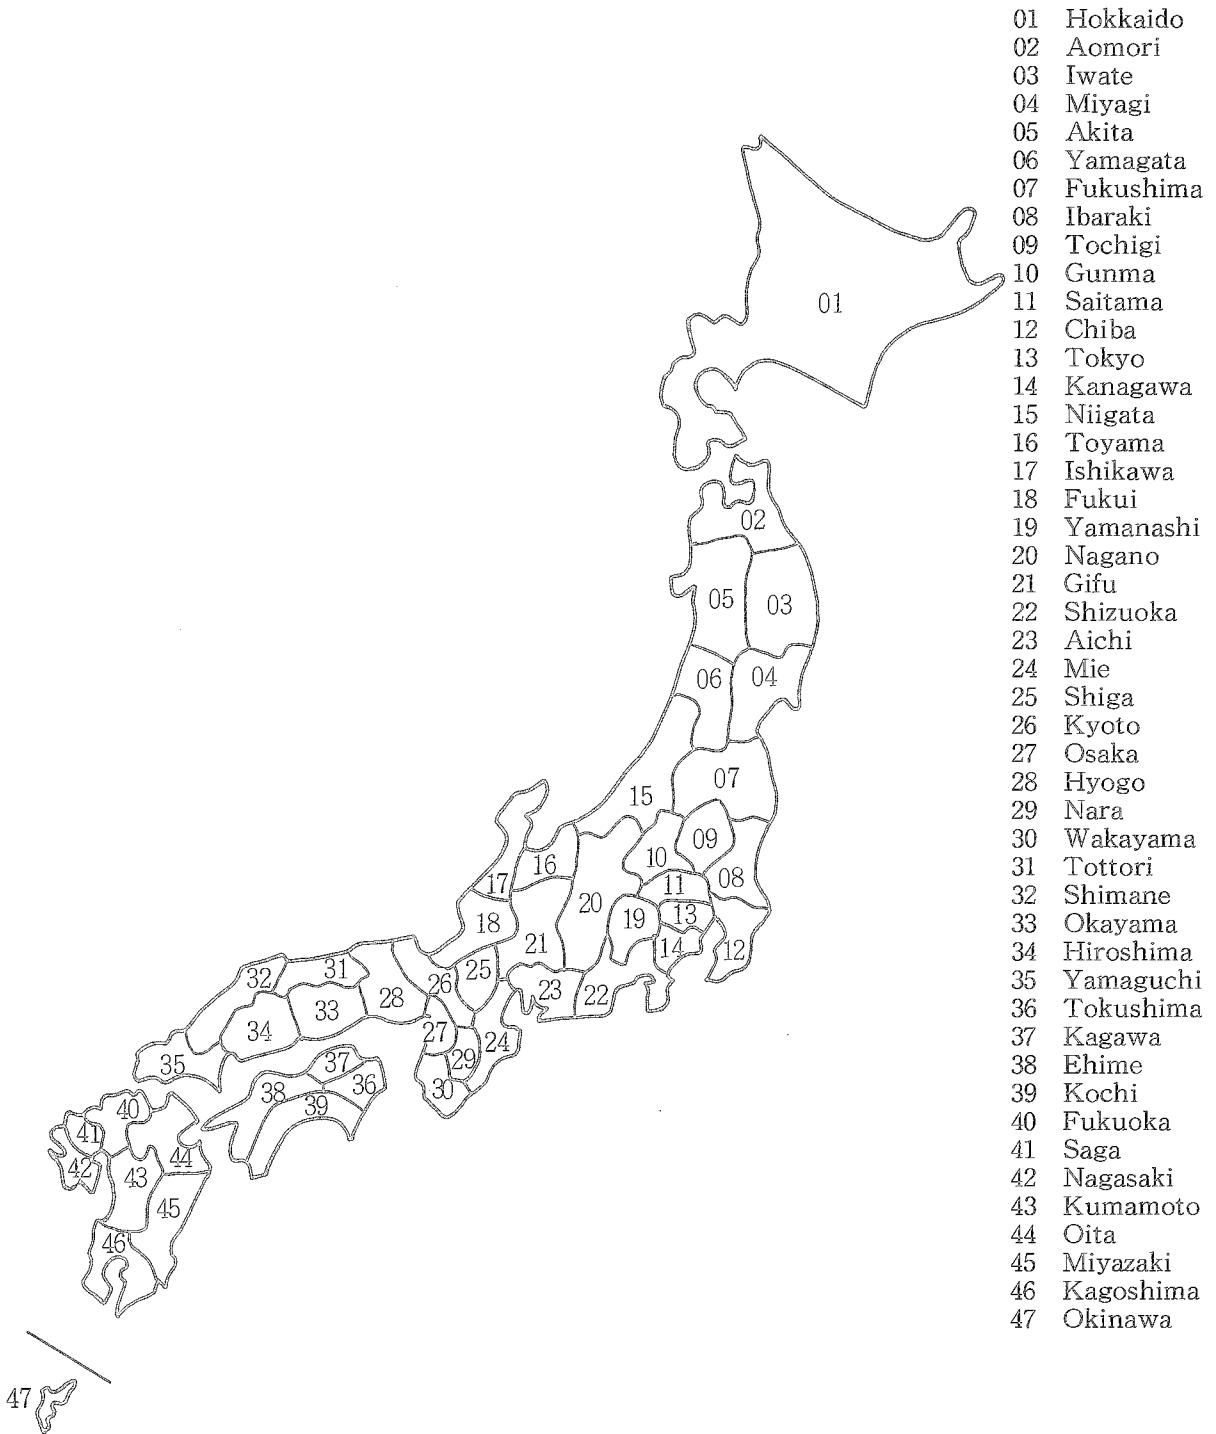 01 Hokkaido
02 Aomori
03 Iwate
04 Miyagi
05 Akita
06 Yamagata
07 Fukushima
08 Ibaraki
09 Tochigi
10 Gunma
11 Saitama
12 Chiba
13 Tokyo
14 Kanagawa
15 Niigata
16 Toyama
17 Ishikawa
18 Fukui
19 Yamanashi
20 Nagano
21 Gifu
22 Shizuoka
23 Aichi
24 Mie
25 Shiga
26 Kyoto
27 Osaka
28 Hyogo
29 Nara
30 Wakayama
31 Tottori
32 Shimane
33 Okayama
34 Hiroshima
35 Yamaguchi
36 Tokushima
37 Kagawa
38 Ehime
39 Kochi
40 Fukuoka
41 Saga
42 Nagasaki
43 Kumamoto
44 Oita
45 Miyazaki
46 Kagoshima
47 Okinawa
01
02
05
03
06
04
07
15
09
10
16
17
11
08
20
18
19
13
21
14
12
32
31
25
26
28
23
22
33
34
27
24
35
37
29
36
38
30
39
40
41
44
42
43
45
46
47